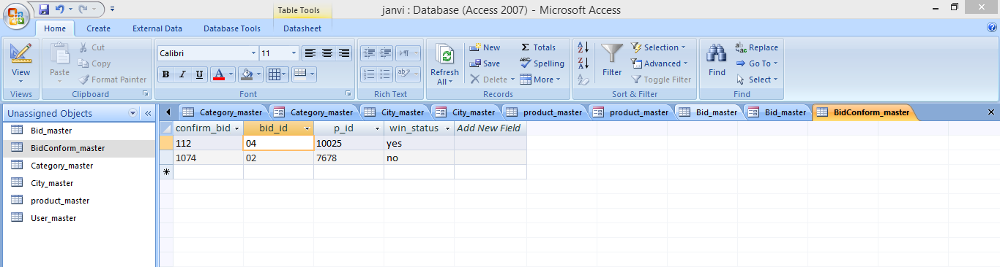 Table Tools
janvi : Database (Access 2007) - Microsoft Access
Home Create External Data Database Tools Datasheet
View
Views
Paste
Cut
Copy
Format Painter
Clipboard
Calibri 11
B I U A
Font
Rich Text
Refresh All
New
Save
Delete
Σ Totals
ABC Spelling
More
Records
A Z
Z A
A Z
Filter
Selection
Advanced
Toggle Filter
Sort & Filter
Find
ab ac Replace
Go To
Select
Find
Unassigned Objects «
Category_master Category_master City_master City_master product_master product_master Bid_master Bid_master BidConform_master
Bid_master
BidConform_master
Category_master
City_master
product_master
User_master
confirm_bid bid_id p_id win_status Add New Field
112 04 10025 yes
1074 02 7678 no
*